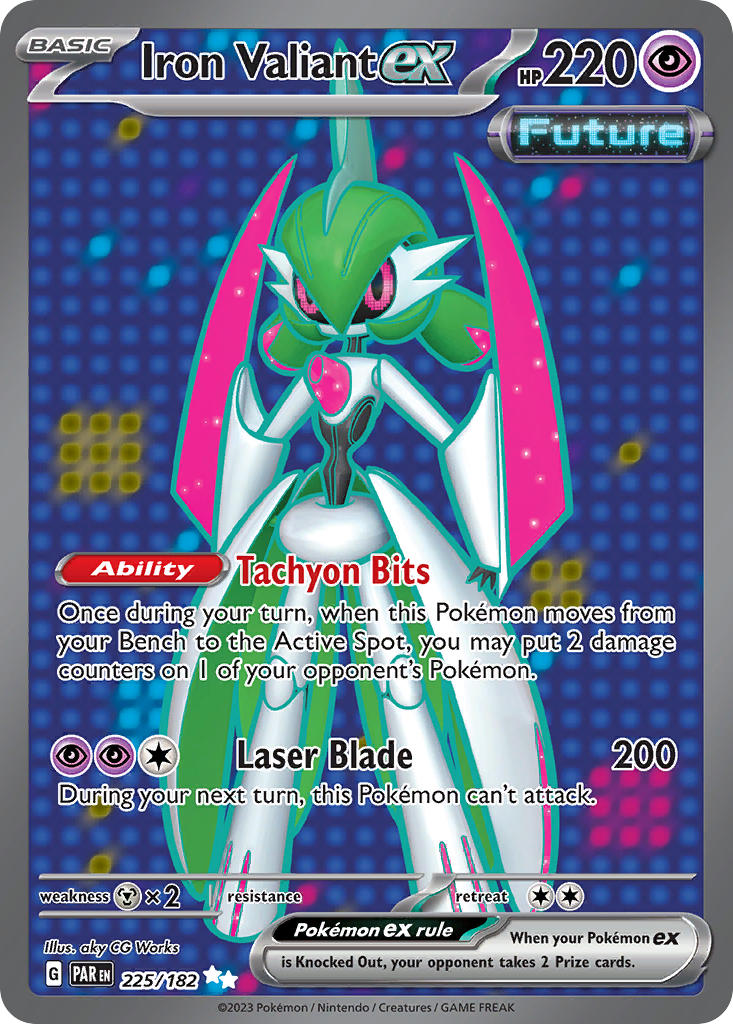 BASIC
Iron Valiant ex
HP 220
Future
Ability Tachyon Bits
Once during your turn, when this Pokémon moves from
your Bench to the Active Spot, you may put 2 damage
counters on 1 of your opponent's Pokémon.
Laser Blade 200
During your next turn, this Pokémon can't attack.
weakness ×2 resistance retreat
Pokémon ex rule
When your Pokémon ex
is Knocked Out, your opponent takes 2 Prize cards.
Illus. aky CG Works
G PAR EN 225/182
©2023 Pokémon / Nintendo / Creatures / GAME FREAK